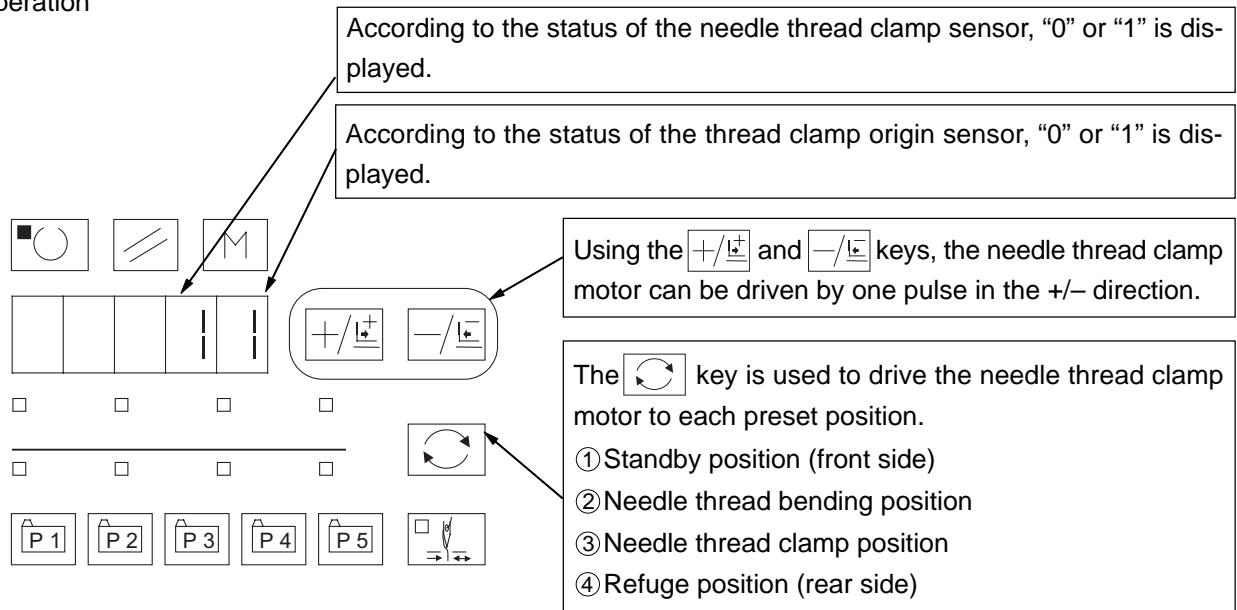 peration
According to the status of the needle thread clamp sensor, “0” or “1” is dis-
played.
According to the status of the thread clamp origin sensor, “0” or “1” is dis-
played.
M
Using the +/ and –/ keys, the needle thread clamp
motor can be driven by one pulse in the +/– direction.
1 1
+/ –/
The key is used to drive the needle thread clamp
motor to each preset position.
①Standby position (front side)
②Needle thread bending position
③Needle thread clamp position
④Refuge position (rear side)
P 1 P 2 P 3 P 4 P 5